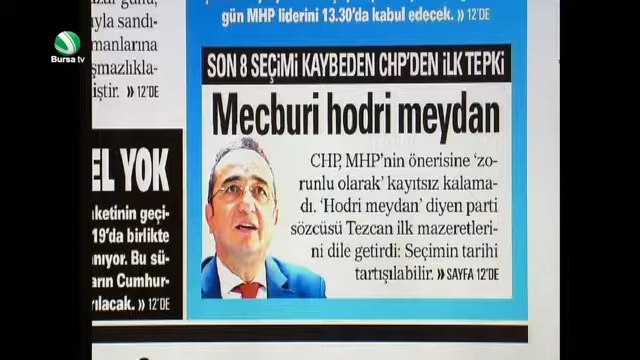 Bursa tv
gün MHP liderini 13.30'da kabul edecek. » 12'DE
SON 8 SEÇİMİ KAYBEDEN CHP'DEN İLK TEPKİ
Mecburi hodri meydan
CHP, MHP'nin önerisine 'zo-
runlu olarak' kayıtsız kalama-
dı. 'Hodri meydan' diyen parti
sözcüsü Tezcan ilk mazeretleri-
ni dile getirdi: Seçimin tarihi
tartışılabilir. » SAYFA 12'DE
ıyla sandı-
manlarına
şmazlıkla-
iştir. » 12'DE
EL YOK
aketinin geçi-
19'da birlikte
anıyor. Bu sü-
arın Cumhur-
rılacak. » 12'DE